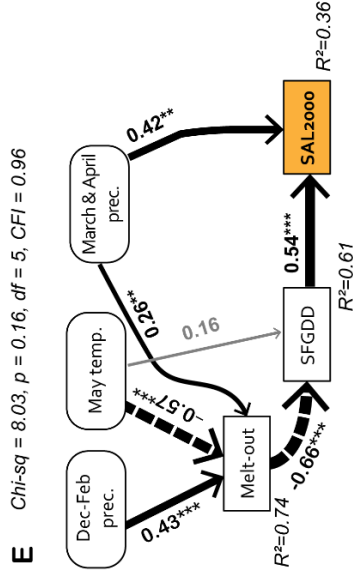 E Chi-sq = 8.03, p = 0.16, df = 5, CFI = 0.96
Dec-Feb
prec.
May temp.
March & April
prec.
0.43***
-0.57***
0.26**
0.16
0.42**
Melt-out
R²=0.74
-0.66***
SFGDD
R²=0.61
0.54***
SAL2000
R²=0.36